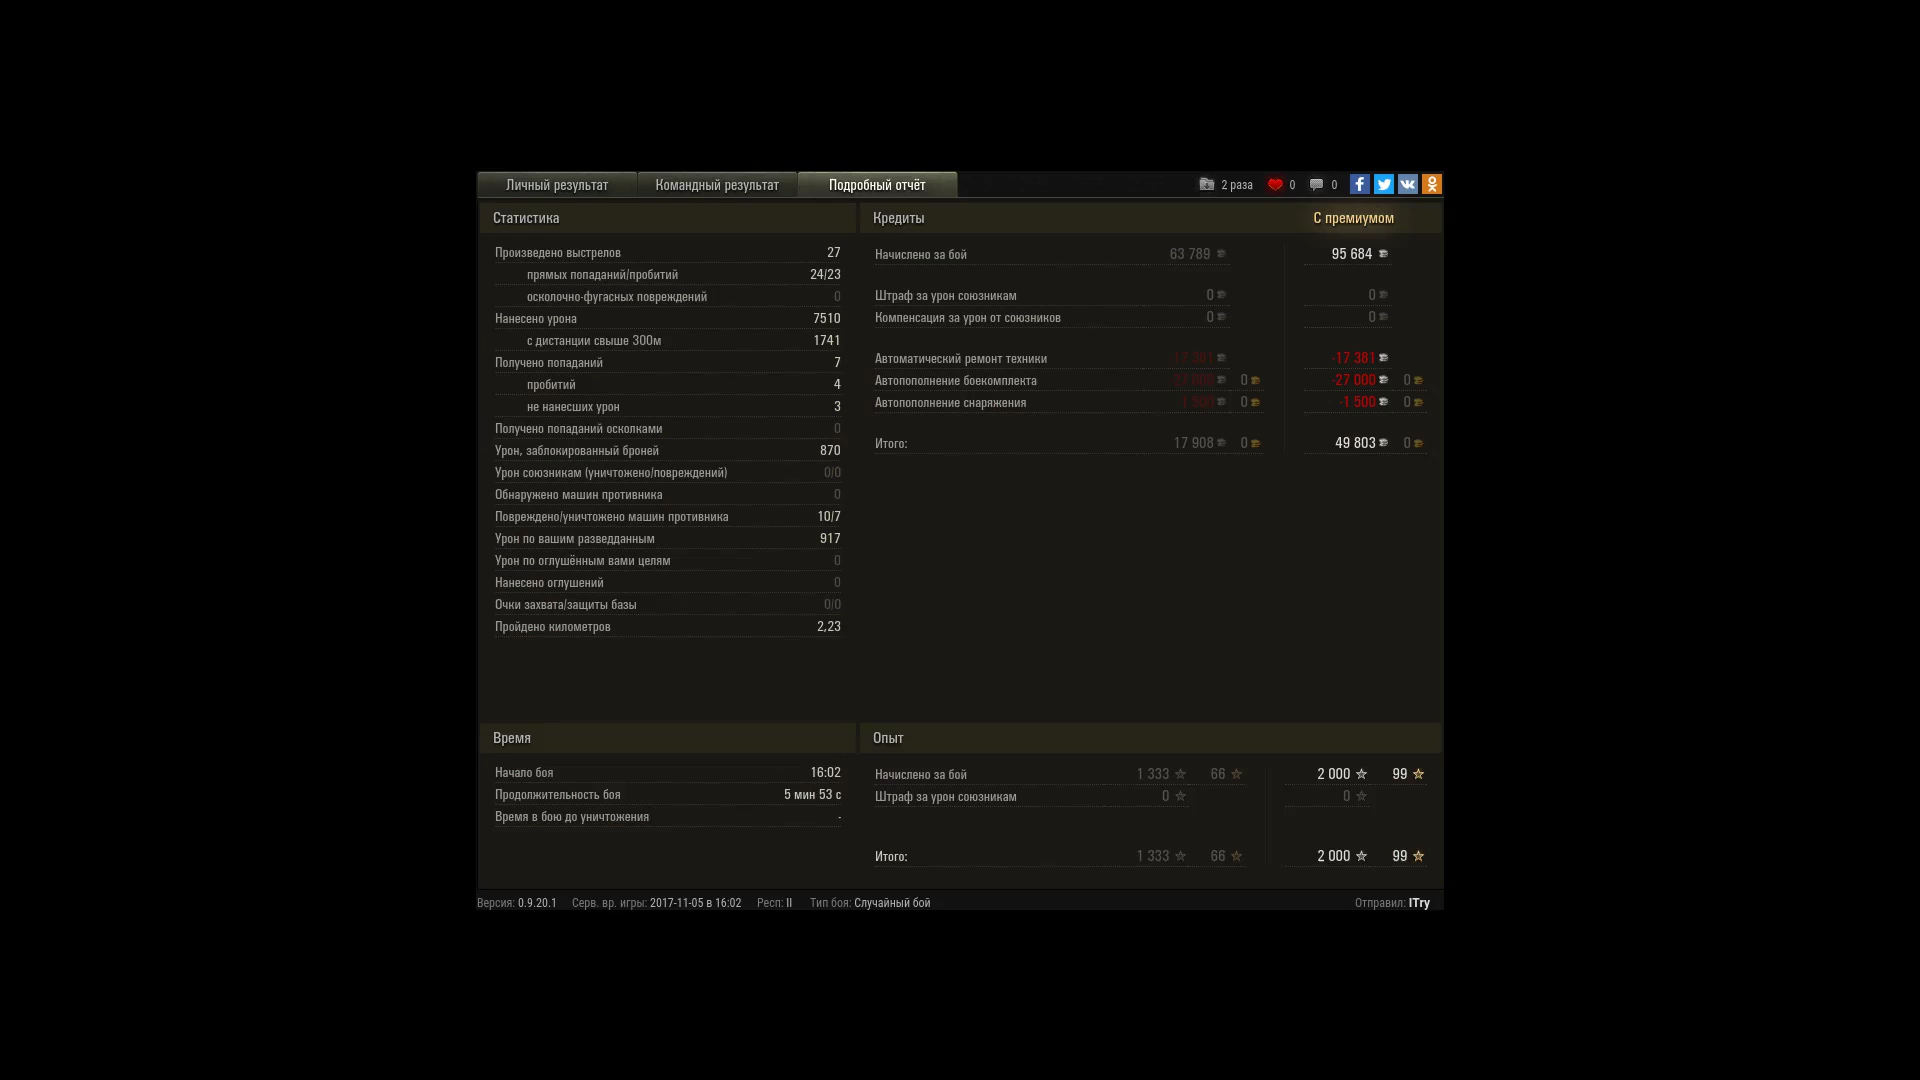 Личный результат Командный результат Подробный отчёт 2 раза 0 0
Статистика
Произведено выстрелов 27
прямых попаданий/пробитий 24/23
осколочно-фугасных повреждений 0
Нанесено урона 7510
с дистанции свыше 300м 1741
Получено попаданий 7
пробитий 4
не нанесших урон 3
Получено попаданий осколками 0
Урон, заблокированный броней 870
Урон союзникам (уничтожено/повреждений) 0/0
Обнаружено машин противника 0
Повреждено/уничтожено машин противника 10/7
Урон по вашим разведданным 917
Урон по оглушённым вами целям 0
Нанесено оглушений 0
Очки захвата/защиты базы 0/0
Пройдено километров 2,23
Кредиты С премиумом
Начислено за бой 63 789 95 684
Штраф за урон союзникам 0 0
Компенсация за урон от союзников 0 0
Автоматический ремонт техники -17 381 -17 381
Автопополнение боекомплекта -27 000 0 -27 000 0
Автопополнение снаряжения -1 500 0 -1 500 0
Итого: 17 908 0 49 803 0
Время
Начало боя 16:02
Продолжительность боя 5 мин 53 с
Время в бою до уничтожения -
Опыт
Начислено за бой 1 333 66 2 000 99
Штраф за урон союзникам 0 0
Итого: 1 333 66 2 000 99
Версия: 0.9.20.1 Серв. вр. игры: 2017-11-05 в 16:02 Респ: II Тип боя: Случайный бой Отправил: ITry